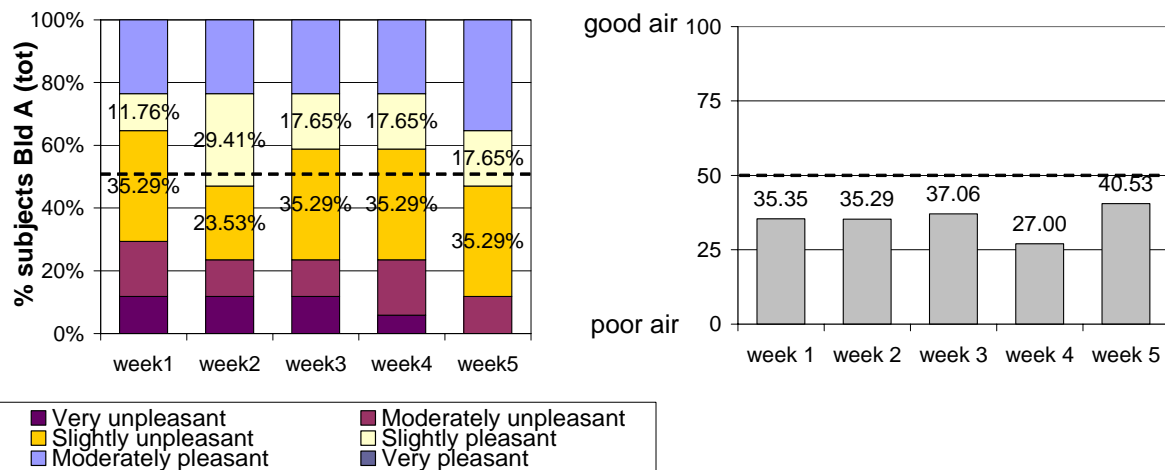 % subjects Bld A (tot)
100%
80%
60%
40%
20%
0%
11.76%
29.41%
17.65%
17.65%
17.65%
35.29%
23.53%
35.29%
35.29%
35.29%
week1 week2 week3 week4 week5
Very unpleasant Moderately unpleasant
Slightly unpleasant Slightly pleasant
Moderately pleasant Very pleasant
good air 100
75
50
25
poor air 0
35.35 35.29 37.06 27.00 40.53
week 1 week 2 week 3 week 4 week 5